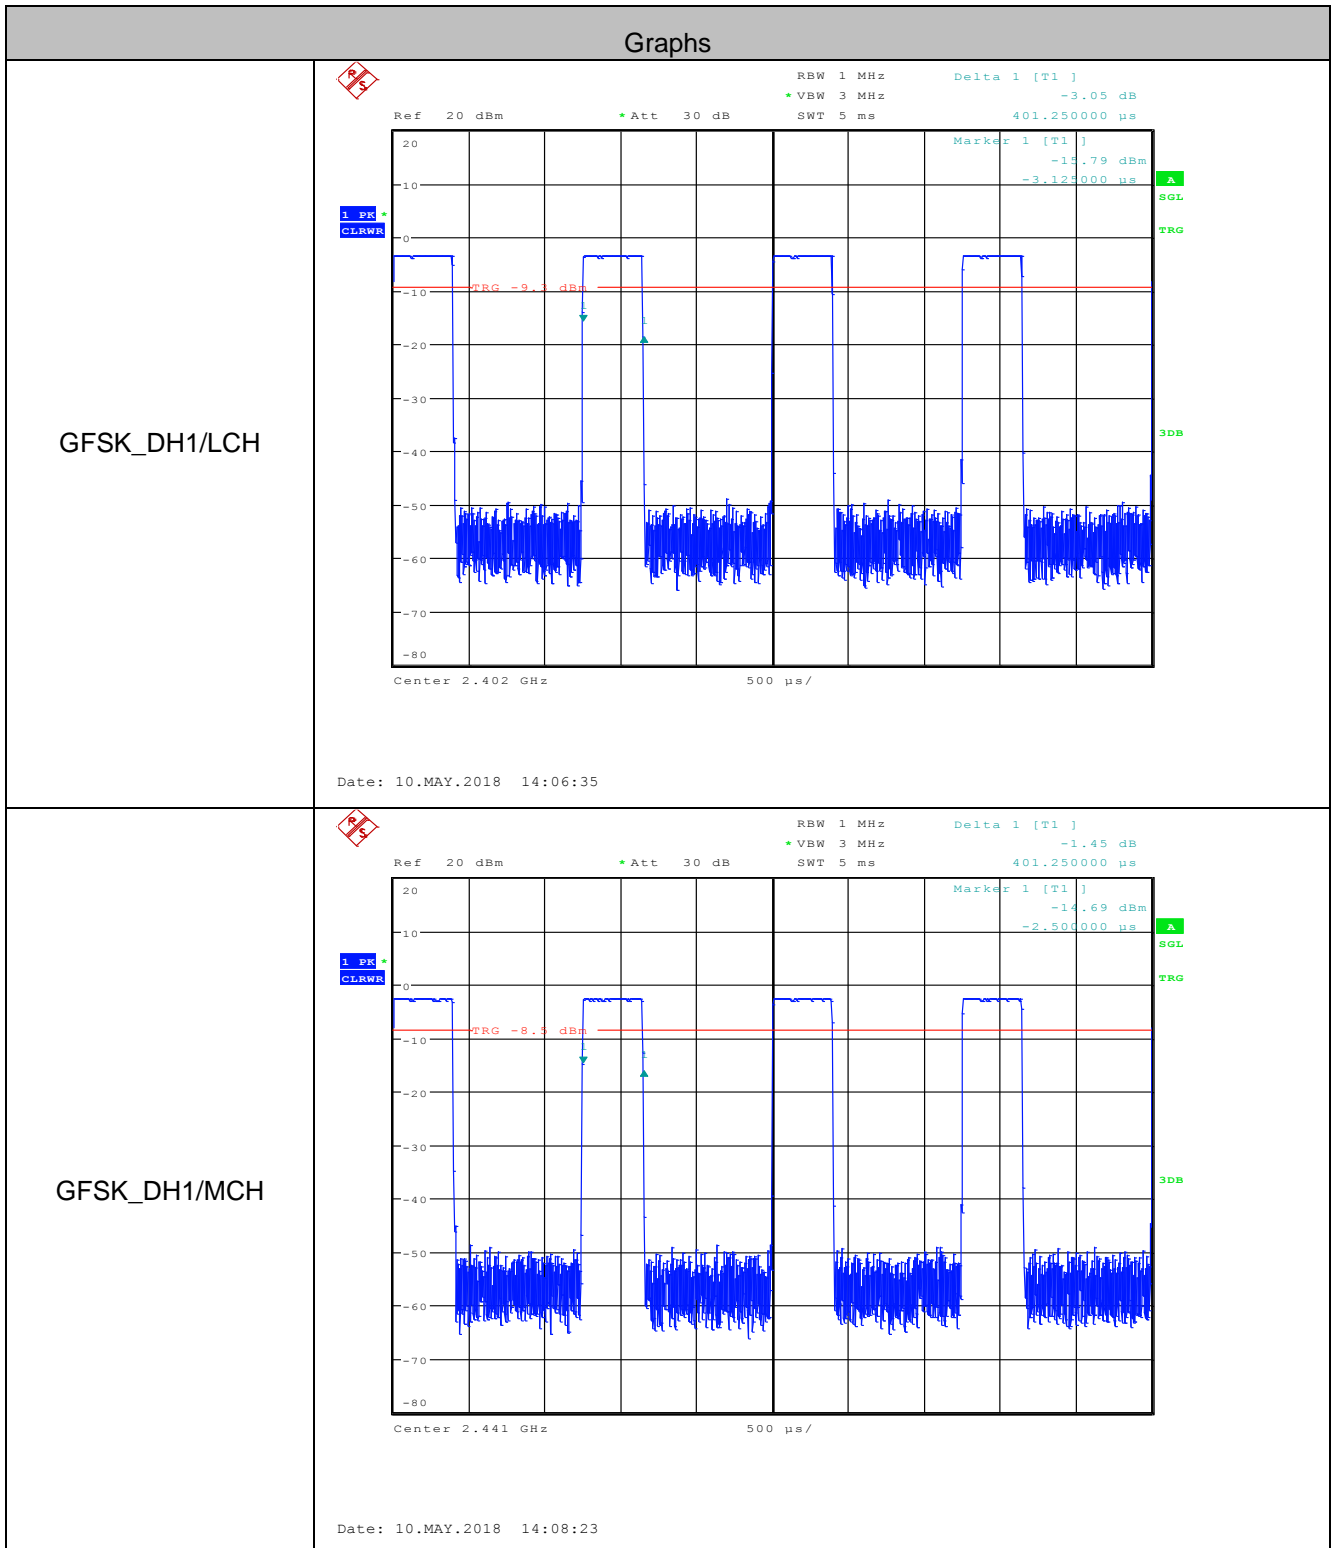 Graphs
GFSK_DH1/LCH
R S
RBW 1 MHz
Delta 1 [T1 ]
* VBW 3 MHz
-3.05 dB
Ref 20 dBm
* Att 30 dB
SWT 5 ms
401.250000 µs
20
Marker 1 [T1 ]
-15.79 dBm
-3.125000 µs
A
SGL
10
1 PK *
CLRWR
TRG
0
TRG -9.3 dBm
-10
1
1
-20
-30
3DB
-40
-50
-60
-70
-80
Center 2.402 GHz
500 µs/
Date: 10.MAY.2018 14:06:35
GFSK_DH1/MCH
R S
RBW 1 MHz
Delta 1 [T1 ]
* VBW 3 MHz
-1.45 dB
Ref 20 dBm
* Att 30 dB
SWT 5 ms
401.250000 µs
20
Marker 1 [T1 ]
-14.69 dBm
-2.500000 µs
A
SGL
10
1 PK *
CLRWR
TRG
0
TRG -8.5 dBm
-10
1
1
-20
-30
3DB
-40
-50
-60
-70
-80
Center 2.441 GHz
500 µs/
Date: 10.MAY.2018 14:08:23